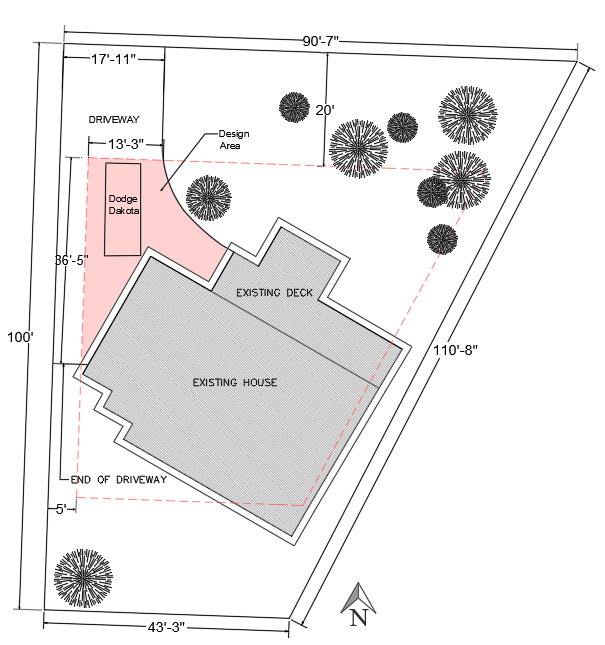 90'-7"
17'-11"
20'
DRIVEWAY
Design
Area
13'-3"
Dodge
Dakota
36'-5"
EXISTING DECK
100'
110'-8"
EXISTING HOUSE
END OF DRIVEWAY
5'
N
43'-3"